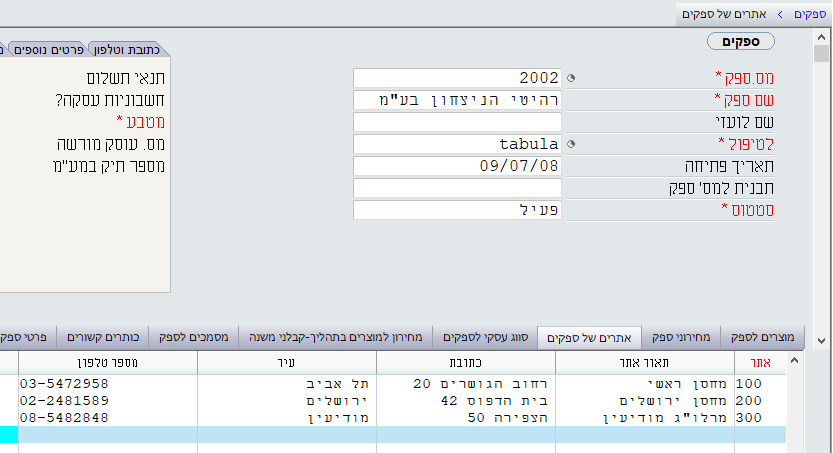 ספקים > אתרים של ספקים
ספקים
מס.ספק * 2002
שם ספק * רהיטי הניצחון בע"מ
שם לועזי
לטיפול * tabula
תאריך פתיחה 09/07/08
תבנית למס' ספק
סטטוס * פעיל
כתובת וטלפון פרטים נוספים
תנאי תשלום
חשבוניות עסקה?
מטבע *
מס. עוסק מורשה
מספר תיק במע"מ
מוצרים לספק מחירוני ספק אתרים של ספקים סווג עסקי לספקים מחירון למוצרים בתהליך-קבלני משנה מסמכים לספק כותרים קשורים פרטי ספק
אתר תאור אתר כתובת עיר מספר טלפון
100 מחסן ראשי רחוב הגושרים 20 תל אביב 03-5472958
200 מחסן ירושלים בית הדפוס 42 ירושלים 02-2481589
300 מרלו"ג מודיעין הצפירה 50 מודיעין 08-5482848